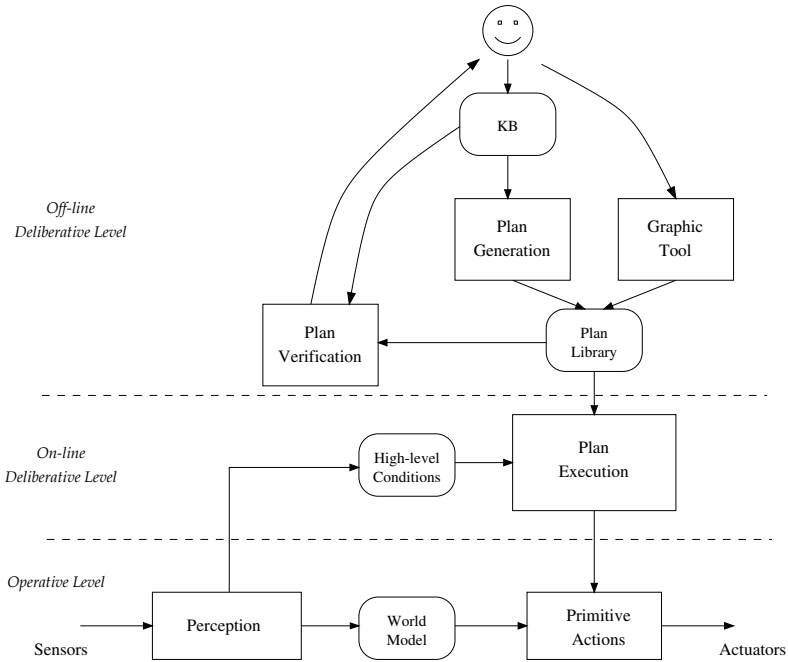 KB
Off-line
Deliberative Level
Plan
Generation
Graphic
Tool
Plan
Verification
Plan
Library
On-line
Deliberative Level
High-level
Conditions
Plan
Execution
Operative Level
Sensors
Perception
World
Model
Primitive
Actions
Actuators